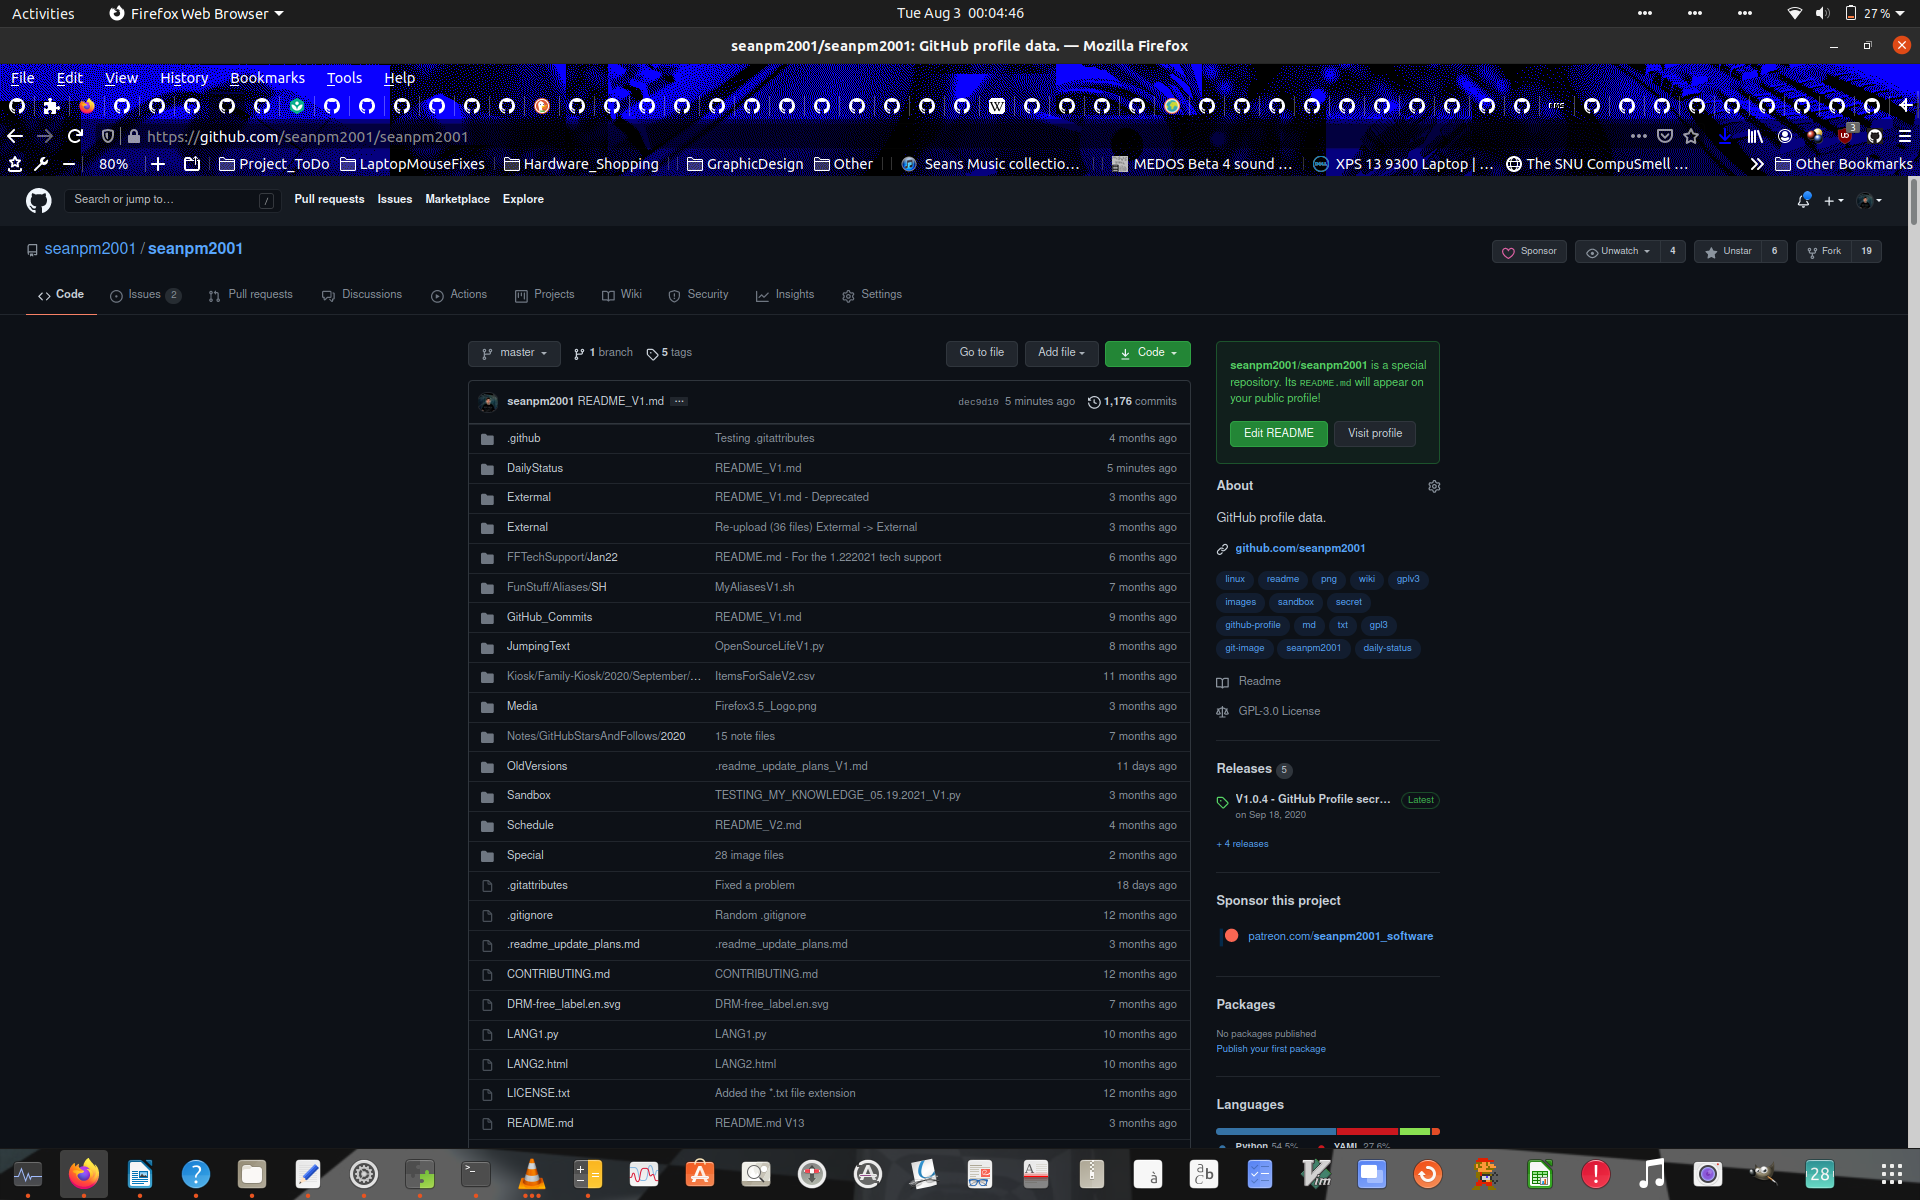 Activities Firefox Web Browser Tue Aug 3 00:04:46 27 %
seanpm2001/seanpm2001: GitHub profile data. — Mozilla Firefox
File Edit View History Bookmarks Tools Help
https://github.com/seanpm2001/seanpm2001 3
80% Project_ToDo LaptopMouseFixes Hardware_Shopping GraphicDesign Other Seans Music collectio… MEDOS Beta 4 sound … XPS 13 9300 Laptop | … The SNU CompuSmell … Other Bookmarks
Search or jump to… / Pull requests Issues Marketplace Explore
seanpm2001 / seanpm2001 Sponsor Unwatch 4 Unstar 6 Fork 19
Code Issues 2 Pull requests Discussions Actions Projects Wiki Security Insights Settings
master 1 branch 5 tags Go to file Add file Code
seanpm2001 README_V1.md ... dec9d10 5 minutes ago 1,176 commits
.github Testing .gitattributes 4 months ago
DailyStatus README_V1.md 5 minutes ago
Extermal README_V1.md - Deprecated 3 months ago
External Re-upload (36 files) Extermal -> External 3 months ago
FFTechSupport/Jan22 README.md - For the 1.222021 tech support 6 months ago
FunStuff/Aliases/SH MyAliasesV1.sh 7 months ago
GitHub_Commits README_V1.md 9 months ago
JumpingText OpenSourceLifeV1.py 8 months ago
Kiosk/Family-Kiosk/2020/September/... ItemsForSaleV2.csv 11 months ago
Media Firefox3.5_Logo.png 3 months ago
Notes/GitHubStarsAndFollows/2020 15 note files 7 months ago
OldVersions .readme_update_plans_V1.md 11 days ago
Sandbox TESTING_MY_KNOWLEDGE_05.19.2021_V1.py 3 months ago
Schedule README_V2.md 4 months ago
Special 28 image files 2 months ago
.gitattributes Fixed a problem 18 days ago
.gitignore Random .gitignore 12 months ago
.readme_update_plans.md .readme_update_plans.md 3 months ago
CONTRIBUTING.md CONTRIBUTING.md 12 months ago
DRM-free_label.en.svg DRM-free_label.en.svg 7 months ago
LANG1.py LANG1.py 10 months ago
LANG2.html LANG2.html 10 months ago
LICENSE.txt Added the *.txt file extension 12 months ago
README.md README.md V13 3 months ago
seanpm2001/seanpm2001 is a special
repository. Its README.md will appear on
your public profile!
Edit README Visit profile
About
GitHub profile data.
github.com/seanpm2001
linux readme png wiki gplv3
images sandbox secret
github-profile md txt gpl3
git-image seanpm2001 daily-status
Readme
GPL-3.0 License
Releases 5
V1.0.4 - GitHub Profile secr... Latest
on Sep 18, 2020
+ 4 releases
Sponsor this project
patreon.com/seanpm2001_software
Packages
No packages published
Publish your first package
Languages
Python 54.5% YAML 27.6%
28